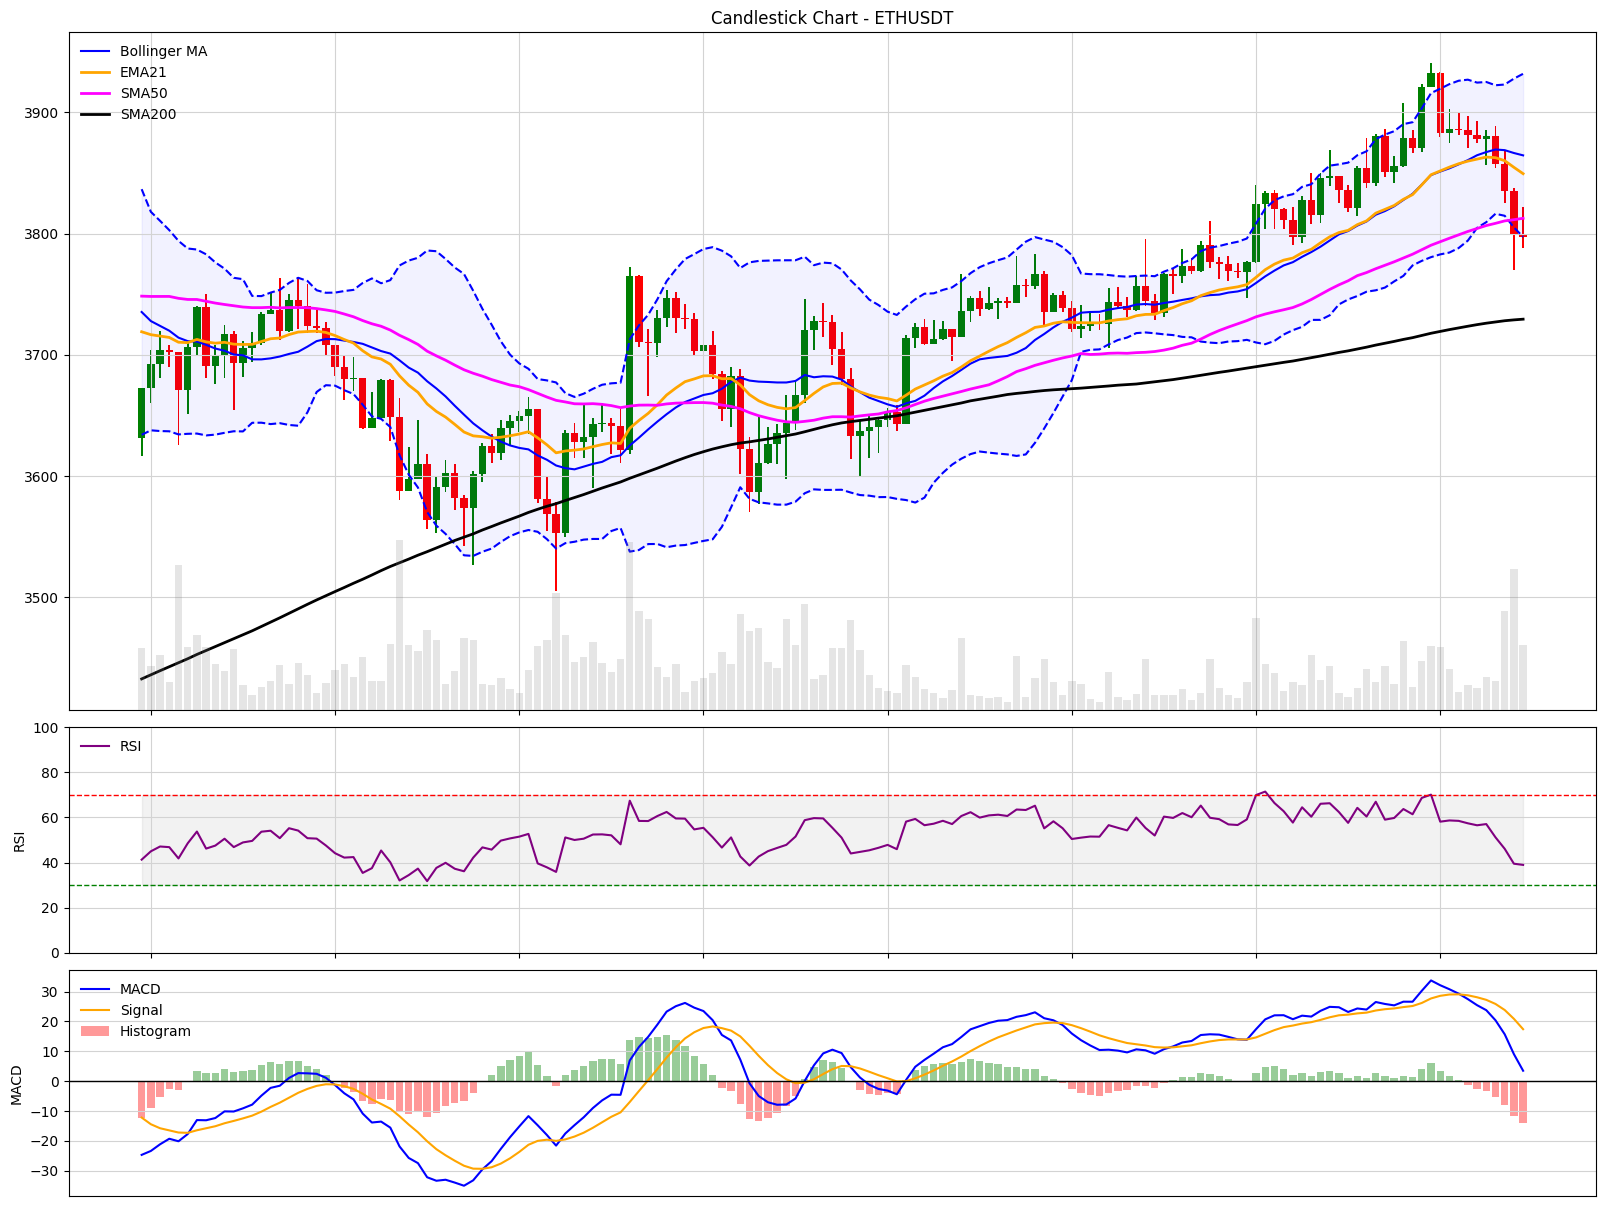 Candlestick Chart - ETHUSDT
Bollinger MA
EMA21
SMA50
SMA200
3900
3800
3700
3600
3500
RSI
100
80
60
40
20
0
RSI
MACD
Signal
Histogram
30
20
10
0
−10
−20
−30
MACD